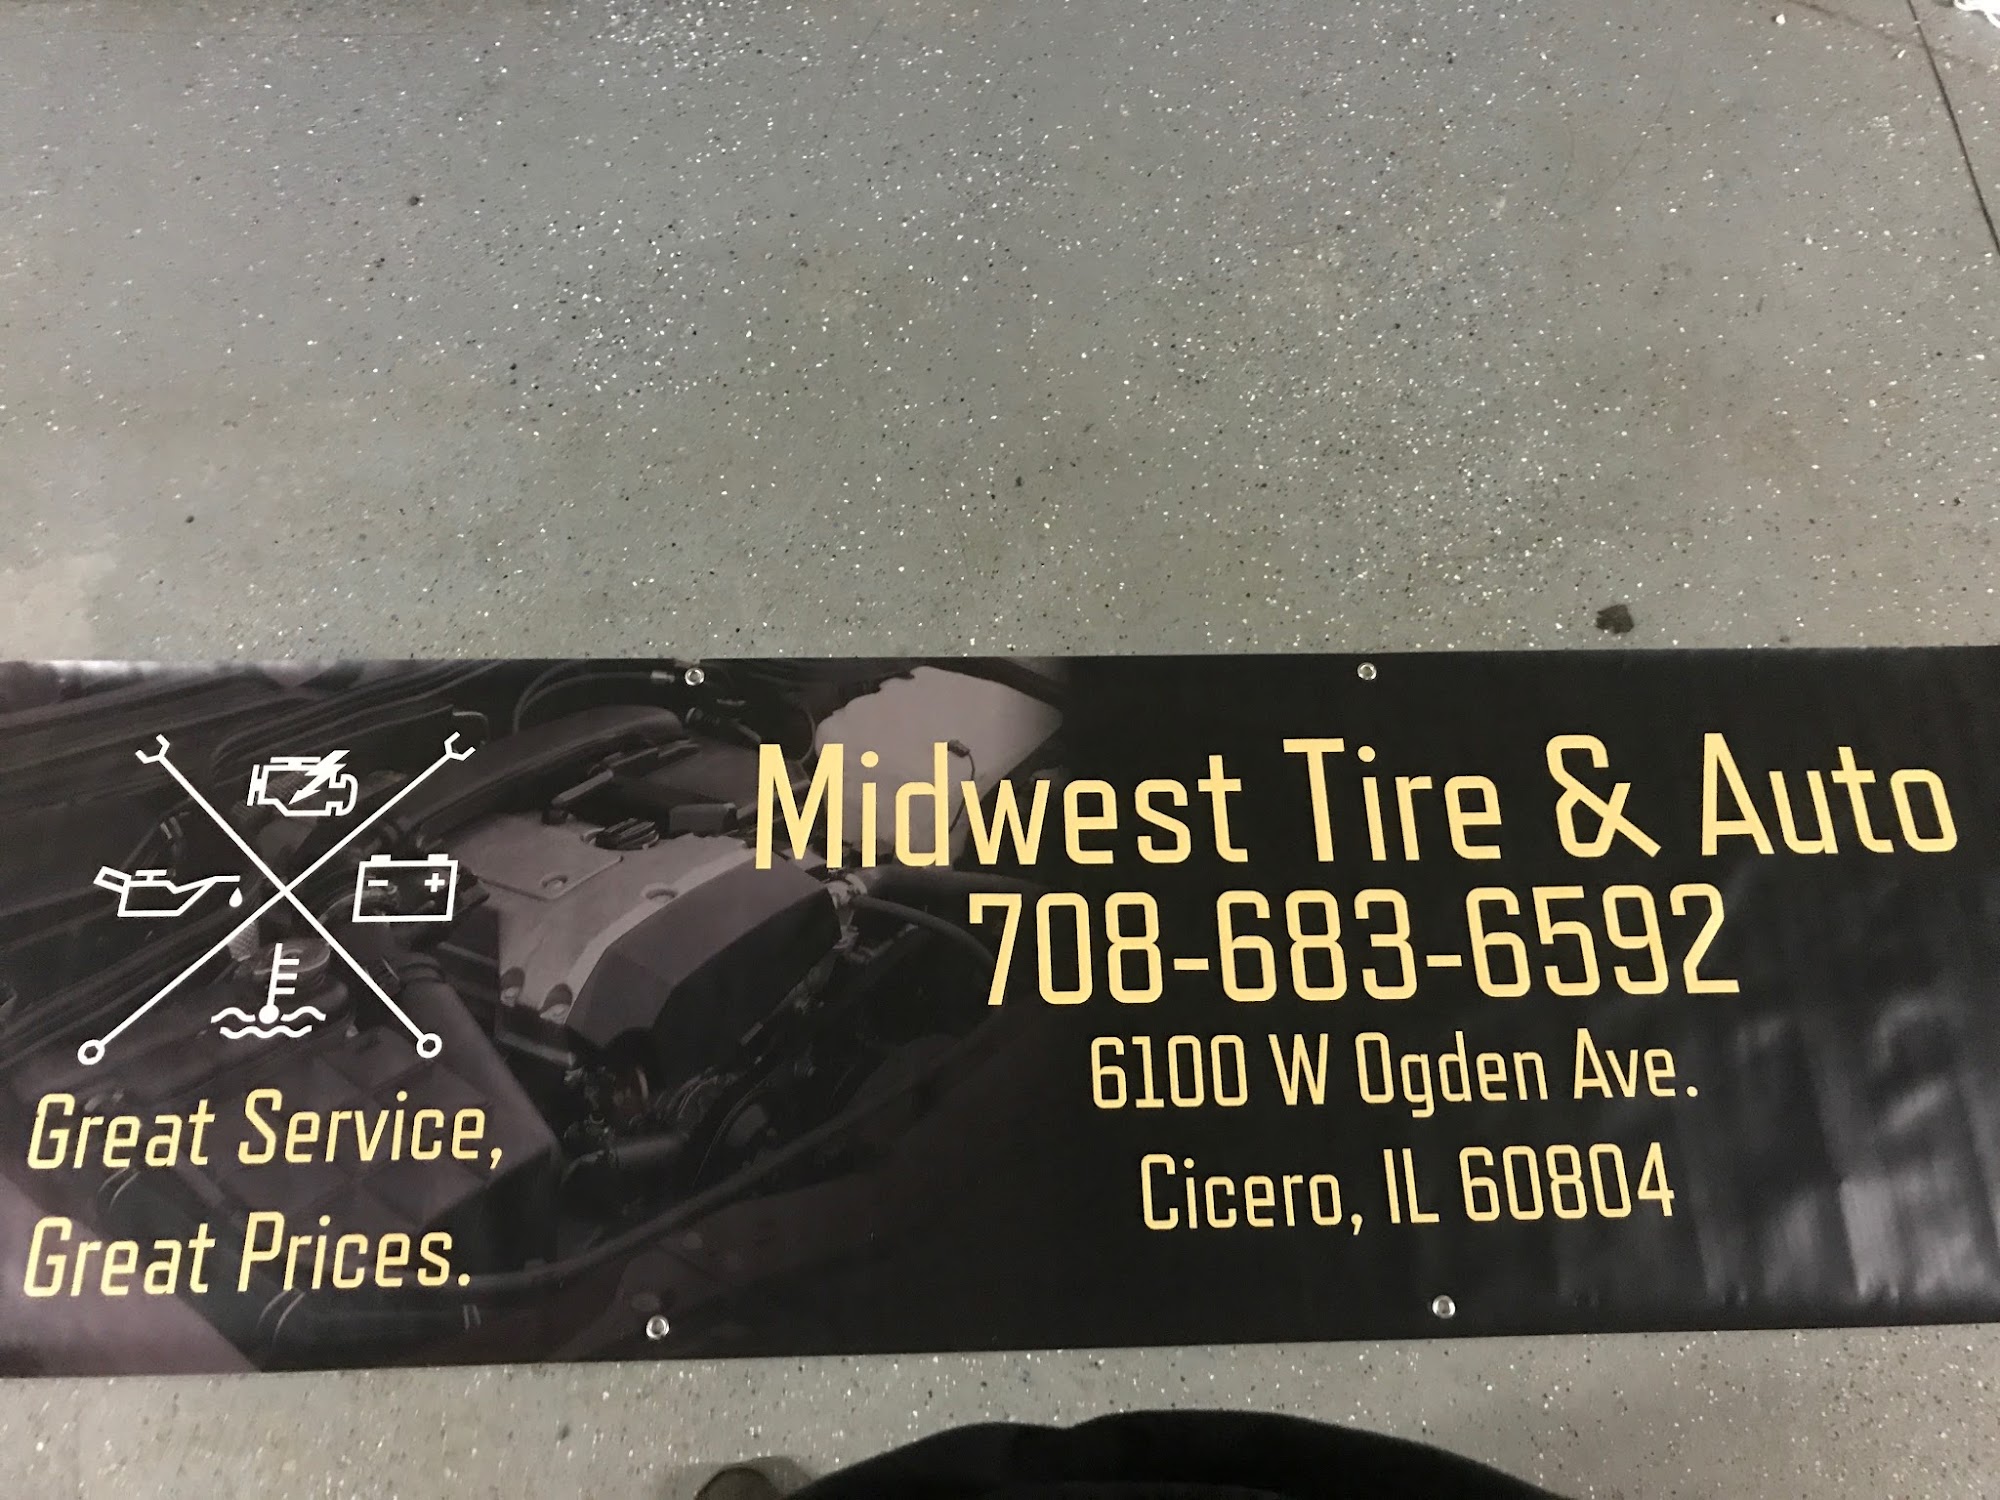 Midwest Tire & Auto
708-683-6592
6100 W Ogden Ave.
Cicero, IL 60804
Great Service,
Great Prices.